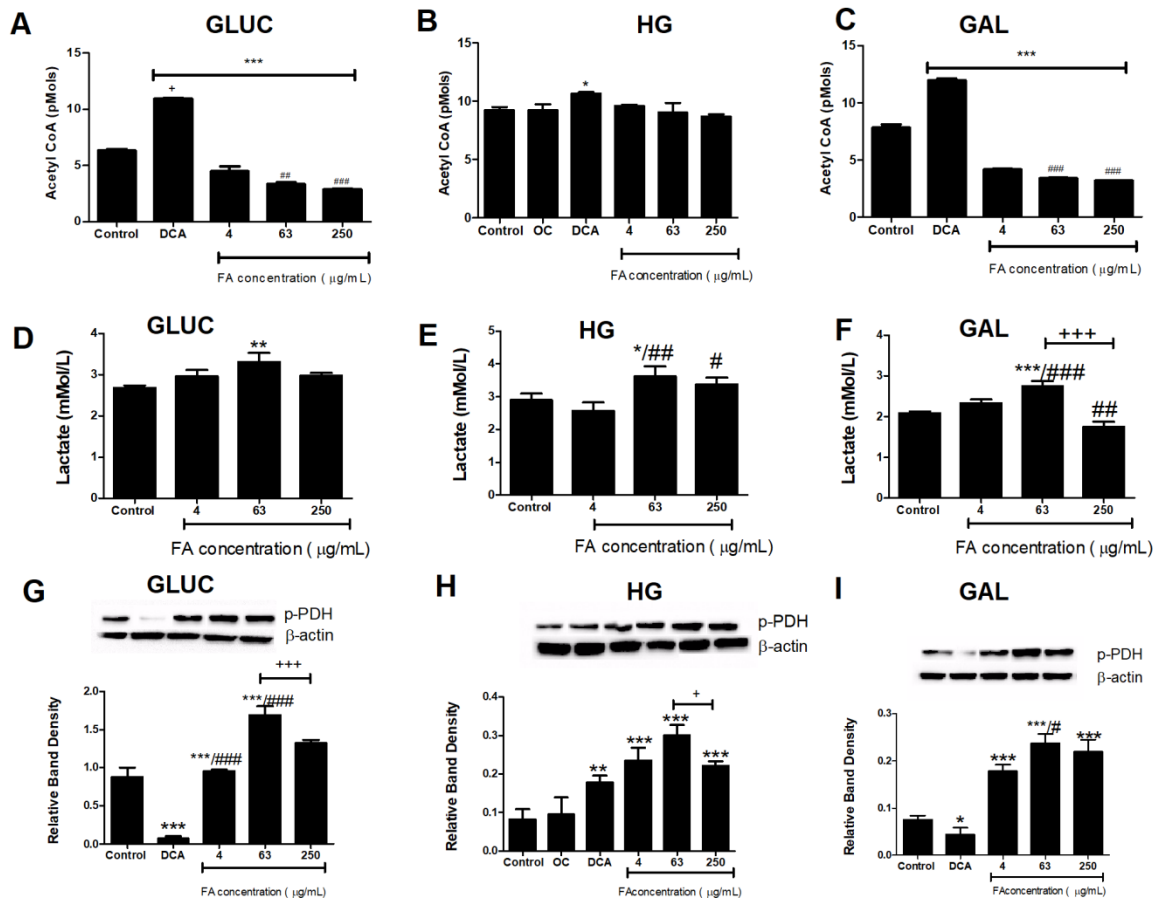 A
GLUC
***
+
##
###
Acetyl CoA (pMols)
15
10
5
0
Control DCA 4 63 250
FA concentration ( μg/mL)
B
HG
*
Acetyl CoA (pMols)
15
10
5
0
Control OC DCA 4 63 250
FA concentration ( μg/mL)
C
GAL
***
###
###
Acetyl CoA (pMols)
15
10
5
0
Control DCA 4 63 250
FA concentration ( μg/mL)
D
GLUC
**
Lactate (mMol/L)
4
3
2
1
0
Control 4 63 250
FA concentration ( μg/mL)
E
HG
*/##
#
Lactate (mMol/L)
5
4
3
2
1
0
Control 4 63 250
FA concentration ( μg/mL)
F
GAL
+++
***/###
##
Lactate (mMol/L)
4
3
2
1
0
Control 4 63 250
FA concentration ( μg/mL)
G
GLUC
p-PDH
β-actin
+++
***/###
***/###
***
Relative Band Density
2.0
1.5
1.0
0.5
0.0
Control DCA 4 63 250
FA concentration ( μg/mL)
H
HG
p-PDH
β-actin
+
***
***
***
**
Relative Band Density
0.4
0.3
0.2
0.1
0.0
Control OC DCA 4 63 250
FAconcentration ( μg/mL)
I
GAL
p-PDH
β-actin
***/#
***
***
*
Relative Band Density
0.3
0.2
0.1
0.0
Control DCA 4 63 250
FAconcentration ( μg/mL)